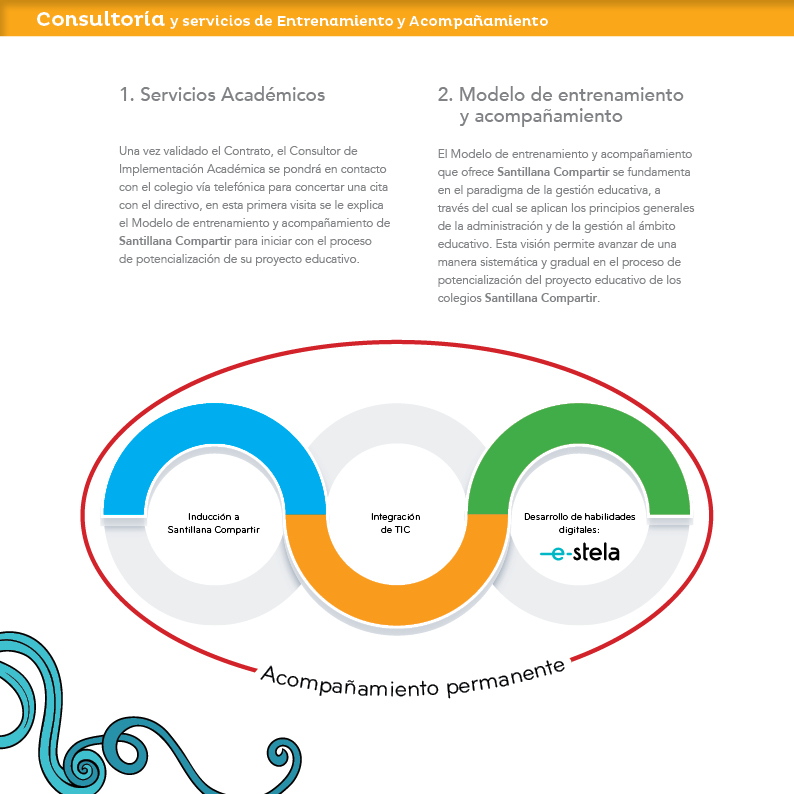 Consultoría y servicios de Entrenamiento y Acompañamiento
1. Servicios Académicos
Una vez validado el Contrato, el Consultor de
Implementación Académica se pondrá en contacto
con el colegio vía telefónica para concertar una cita
con el directivo, en esta primera visita se le explica
el Modelo de entrenamiento y acompañamiento de
Santillana Compartir para iniciar con el proceso
de potencialización de su proyecto educativo.
2. Modelo de entrenamiento
y acompañamiento
El Modelo de entrenamiento y acompañamiento
que ofrece Santillana Compartir se fundamenta
en el paradigma de la gestión educativa, a
través del cual se aplican los principios generales
de la administración y de la gestión al ámbito
educativo. Esta visión permite avanzar de una
manera sistemática y gradual en el proceso de
potencialización del proyecto educativo de los
colegios Santillana Compartir.
Inducción a
Santillana Compartir
Integración
de TIC
Desarrollo de habilidades
digitales:
e-stela
Acompañamiento permanente